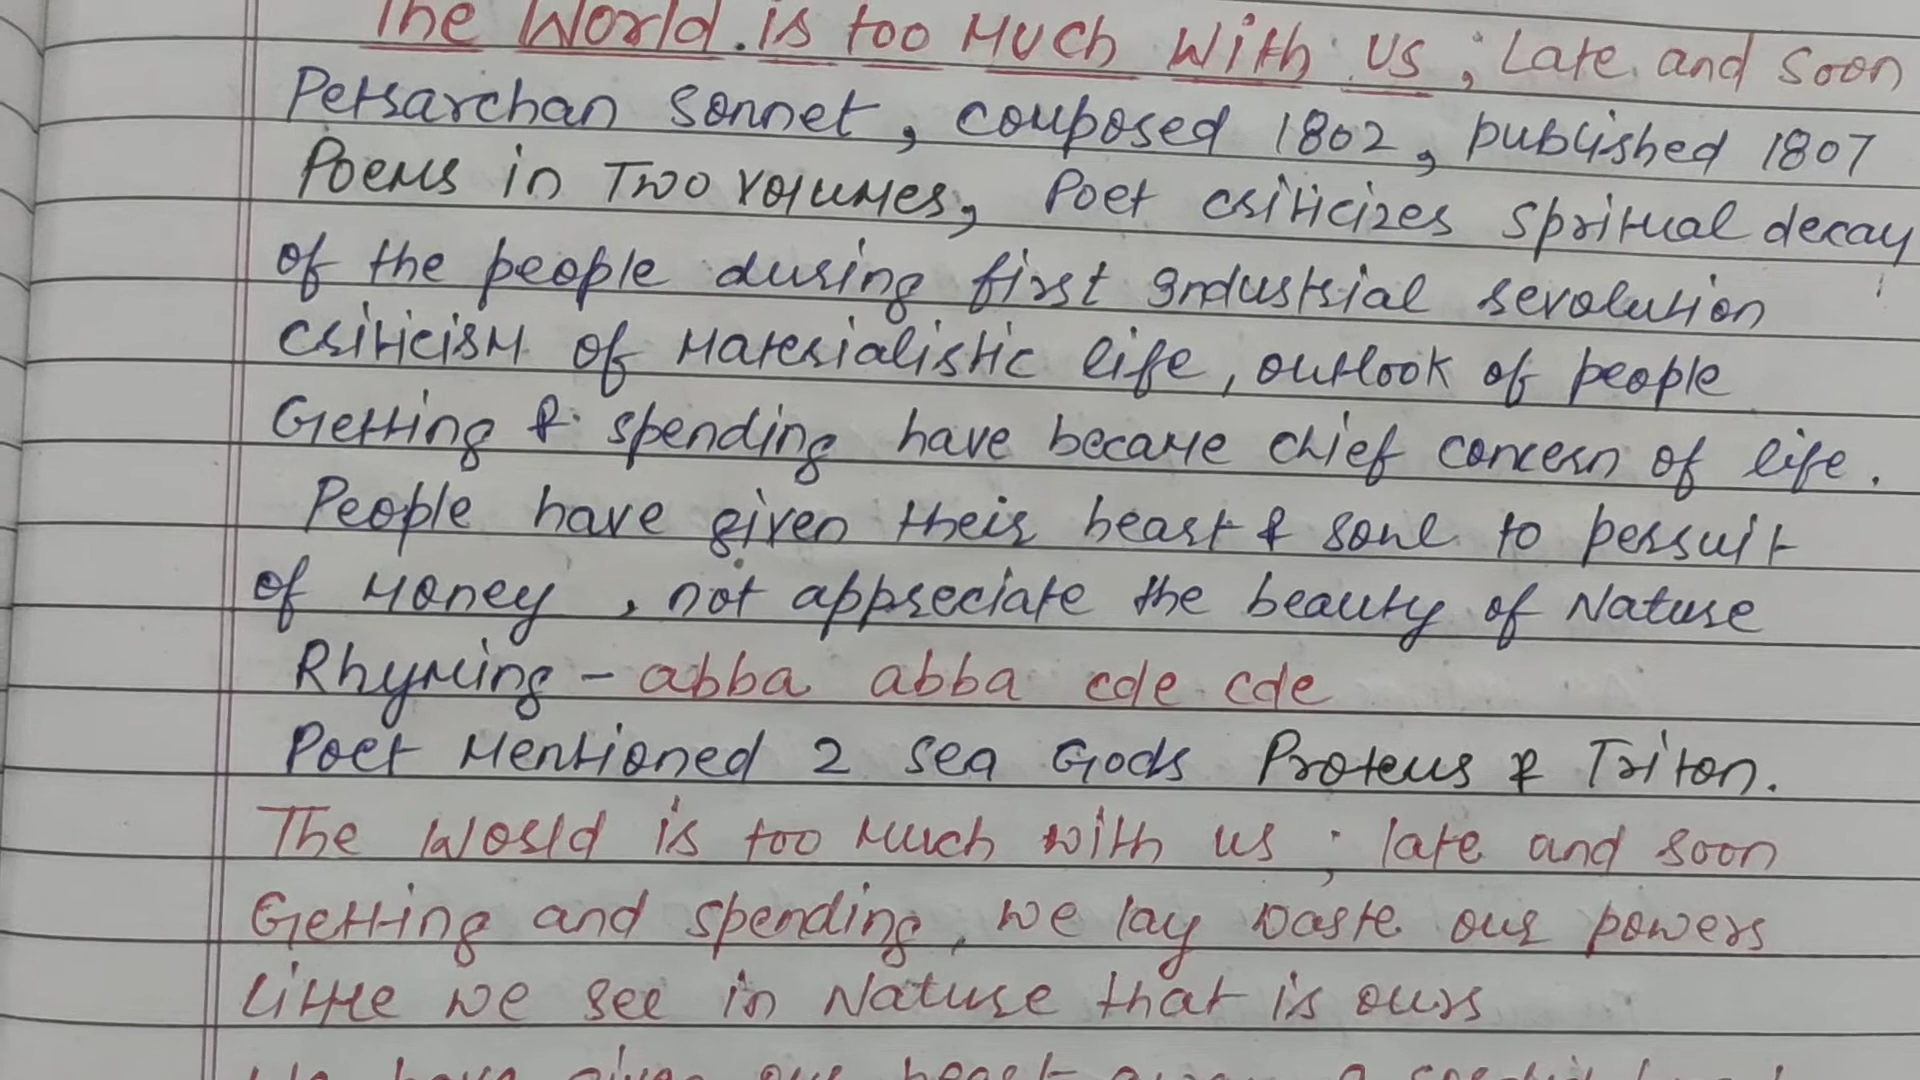 The World is too Much With us ; Late and Soon
Petrarchan Sonnet, composed 1802, published 1807
Poems in Two volumes, Poet criticizes Spritual decay
of the people during first Industrial revolution
Criticism of Materialistic life, outlook of people
Getting & spending have became chief concern of life.
People have given their heart & soul to persuit
of Money, not appreciate the beauty of Nature
Rhyming - abba abba cde cde
Poet Mentioned 2 Sea Gods Proteus & Triton.
The World is too Much with us ; late and soon
Getting and spending, we lay waste our powers
Little we see in Nature that is ours
have given our heart